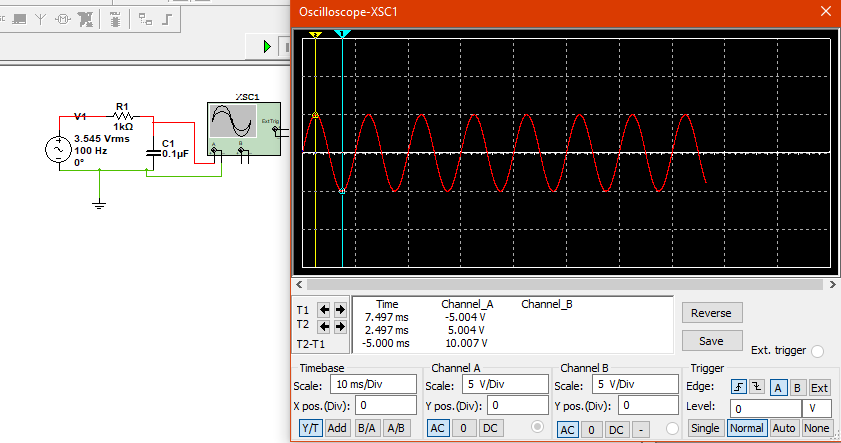 Oscilloscope-XSC1
XSC1
Ext Trig
A
B
V1
R1
1kΩ
3.545 Vrms
100 Hz
0°
C1
0.1µF
2
1
T1
T2
T2-T1
Time Channel_A Channel_B
7.497 ms -5.004 V
2.497 ms 5.004 V
-5.000 ms 10.007 V
Reverse
Save
Ext. trigger
Timebase
Scale: 10 ms/Div
X pos.(Div): 0
Y/T Add B/A A/B
Channel A
Scale: 5 V/Div
Y pos.(Div): 0
AC 0 DC
Channel B
Scale: 5 V/Div
Y pos.(Div): 0
AC 0 DC -
Trigger
Edge: A B Ext
Level: 0 V
Single Normal Auto None